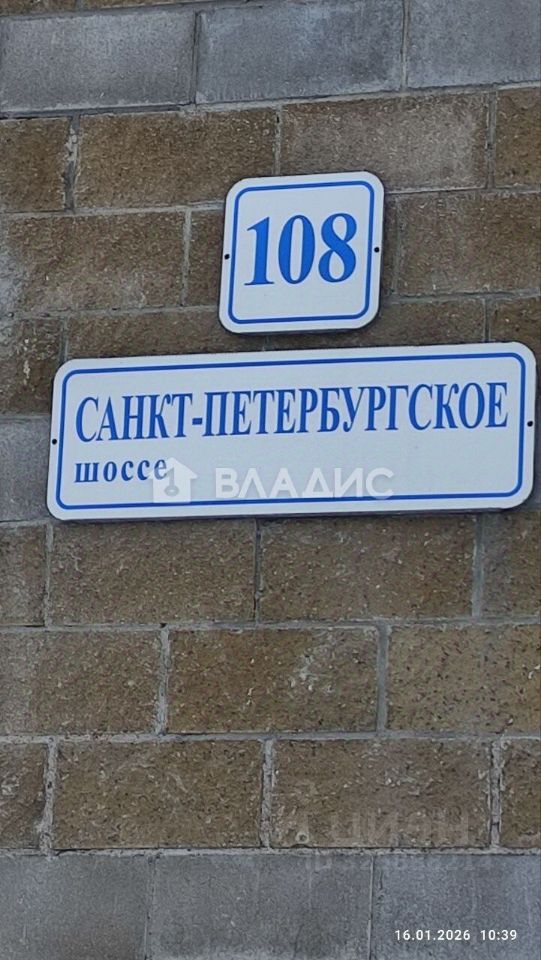 108
САНКТ-ПЕТЕРБУРГСКОЕ
шоссе
ВЛАДИС
циан
16.01.2026 10:39